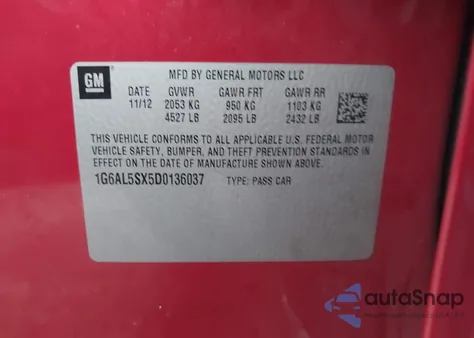 GM
MFD BY GENERAL MOTORS LLC
DATE GVWR GAWR FRT GAWR RR
11/12 2053 KG 950 KG 1103 KG
4527 LB 2095 LB 2432 LB
THIS VEHICLE CONFORMS TO ALL APPLICABLE U.S. FEDERAL MOTOR
VEHICLE SAFETY, BUMPER, AND THEFT PREVENTION STANDARDS
IN EFFECT ON THE DATE OF MANUFACTURE SHOWN ABOVE.
1G6AL5SX5D0136037 TYPE: PASS CAR
autoSnap